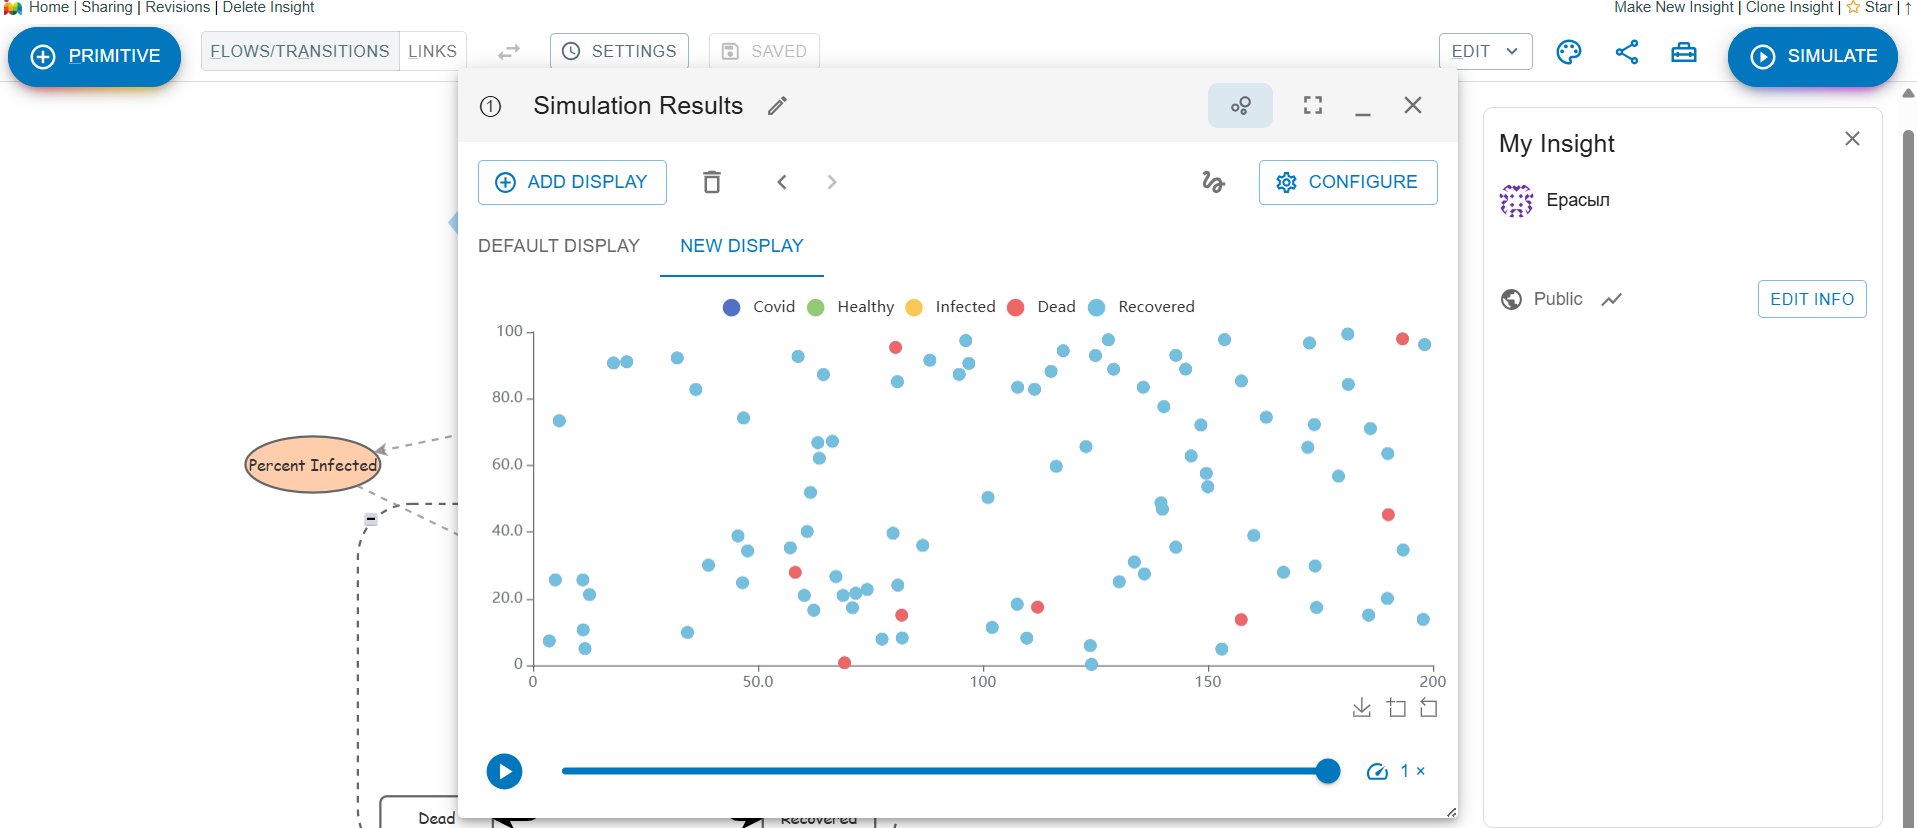 Home | Sharing | Revisions | Delete Insight
Make New Insight | Clone Insight | Star | ↑
PRIMITIVE
FLOWS/TRANSITIONS
LINKS
SETTINGS
SAVED
EDIT
SIMULATE
1 Simulation Results
My Insight
Ерасыл
Public
EDIT INFO
ADD DISPLAY
CONFIGURE
DEFAULT DISPLAY
NEW DISPLAY
Covid Healthy Infected Dead Recovered
100
80.0
60.0
40.0
20.0
0
0 50.0 100 150 200
1 ×
Percent Infected
Dead
Recovered